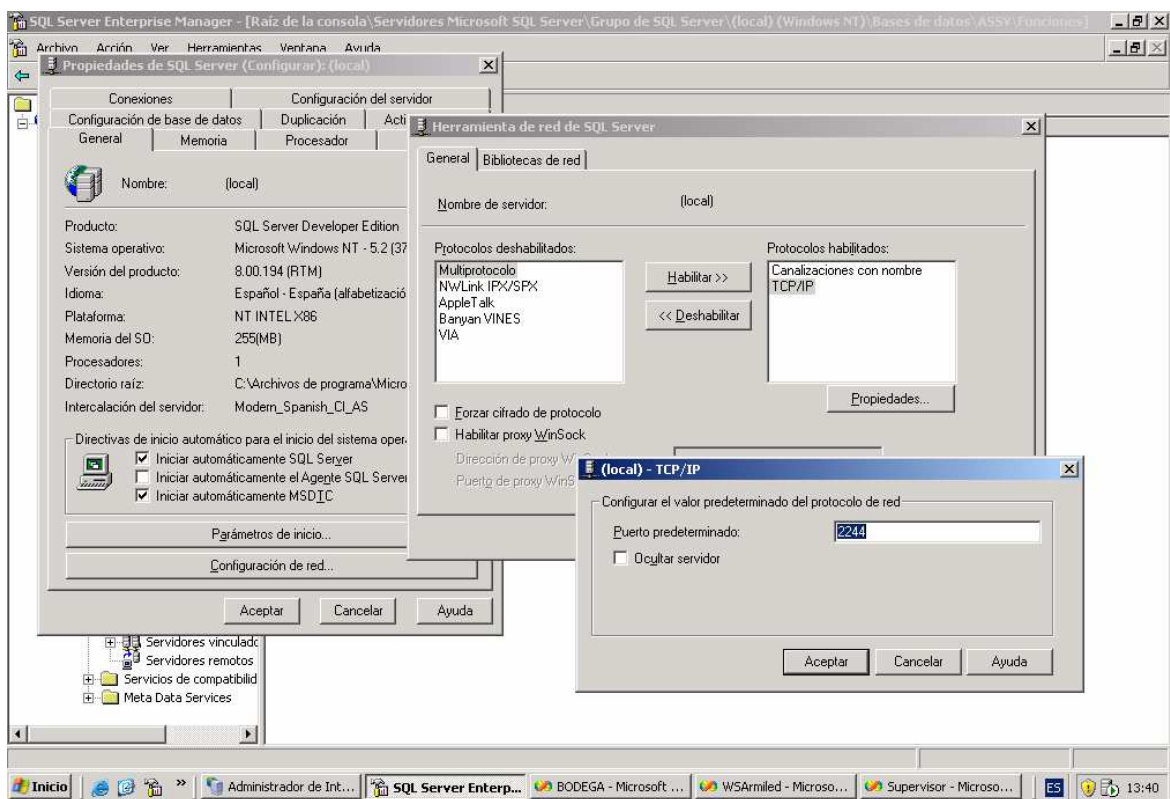 SQL Server Enterprise Manager - [Raíz de la consola\Servidores Microsoft SQL Server\Grupo de SQL Server\(local) (Windows NT)\Bases de datos\ASSY\Funciones]
Archivo Acción Ver Herramientas Ventana Ayuda
Propiedades de SQL Server (Configurar): (local)
Conexiones Configuración del servidor
Configuración de base de datos Duplicación Acti
General Memoria Procesador
Nombre: (local)
Producto: SQL Server Developer Edition
Sistema operativo: Microsoft Windows NT - 5.2 (37
Versión del producto: 8.00.194 (RTM)
Idioma: Español - España (alfabetizació
Plataforma: NT INTEL X86
Memoria del SO: 255(MB)
Procesadores: 1
Directorio raíz: C:\Archivos de programa\Micro
Intercalación del servidor: Modern_Spanish_CI_AS
Directivas de inicio automático para el inicio del sistema oper
Iniciar automáticamente SQL Server
Iniciar automáticamente el Agente SQL Server
Iniciar automáticamente MSDTC
Parámetros de inicio...
Configuración de red...
Aceptar Cancelar Ayuda
Herramienta de red de SQL Server
General Bibliotecas de red
Nombre de servidor: (local)
Protocolos deshabilitados: Protocolos habilitados:
Multiprotocolo
NWLink IPX/SPX
AppleTalk
Banyan VINES
VIA
Habilitar >>
<< Deshabilitar
Canalizaciones con nombre
TCP/IP
Propiedades...
Forzar cifrado de protocolo
Habilitar proxy WinSock
Dirección de proxy
Puerto de proxy WinS
(local) - TCP/IP
Configurar el valor predeterminado del protocolo de red
Puerto predeterminado: 2244
Ocultar servidor
Aceptar Cancelar Ayuda
Servidores vinculadc
Servidores remotos
Servicios de compatibilid
Meta Data Services
Inicio » Administrador de Int... SQL Server Enterp... BODEGA - Microsoft ... WSArmiled - Microso... Supervisor - Microso... ES 13:40